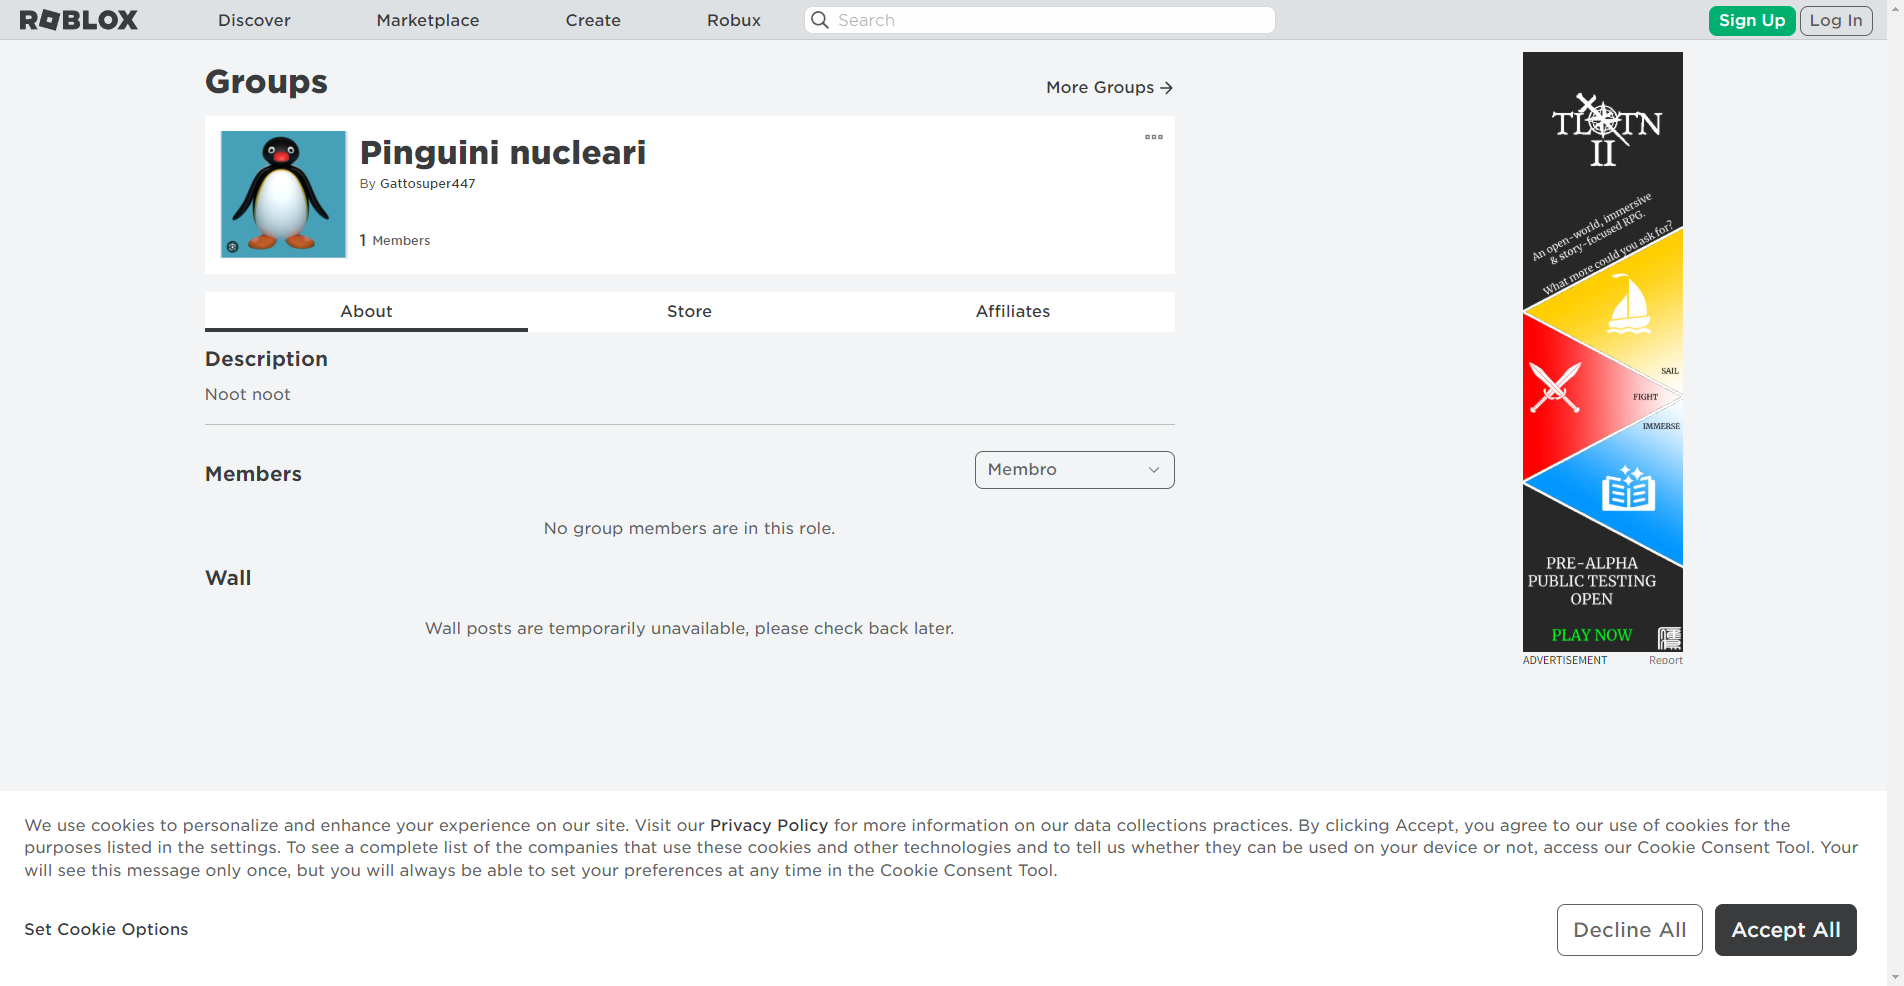 ROBLOX
Discover
Marketplace
Create
Robux
Search
Sign Up
Log In
Groups
More Groups
Pinguini nucleari
By Gattosuper447
1 Members
About
Store
Affiliates
Description
Noot noot
Members
Membro
No group members are in this role.
Wall
Wall posts are temporarily unavailable, please check back later.
TLOTN
II
An open-world, immersive
& story-focused RPG.
What more could you ask for?
SAIL
FIGHT
IMMERSE
PRE-ALPHA
PUBLIC TESTING
OPEN
PLAY NOW
ADVERTISEMENT
Report
We use cookies to personalize and enhance your experience on our site. Visit our Privacy Policy for more information on our data collections practices. By clicking Accept, you agree to our use of cookies for the
purposes listed in the settings. To see a complete list of the companies that use these cookies and other technologies and to tell us whether they can be used on your device or not, access our Cookie Consent Tool. Your
will see this message only once, but you will always be able to set your preferences at any time in the Cookie Consent Tool.
Set Cookie Options
Decline All
Accept All